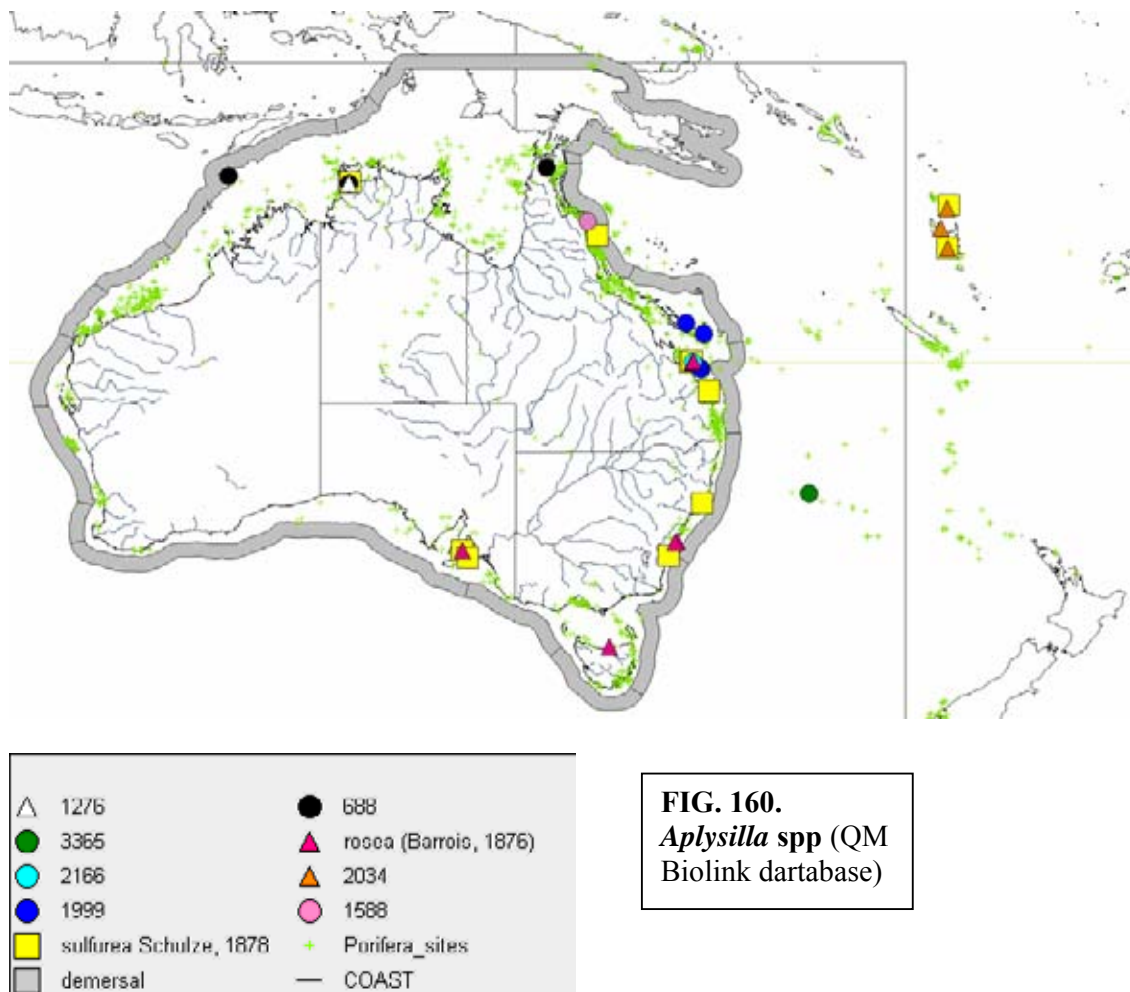 1276
688
3365
rosea (Barrois, 1876)
2166
2034
1999
1588
sulfurea Schulze, 1878
Porifera_sites
demersal
COAST
FIG. 160.
Aplysilla spp (QM
Biolink dartabase)